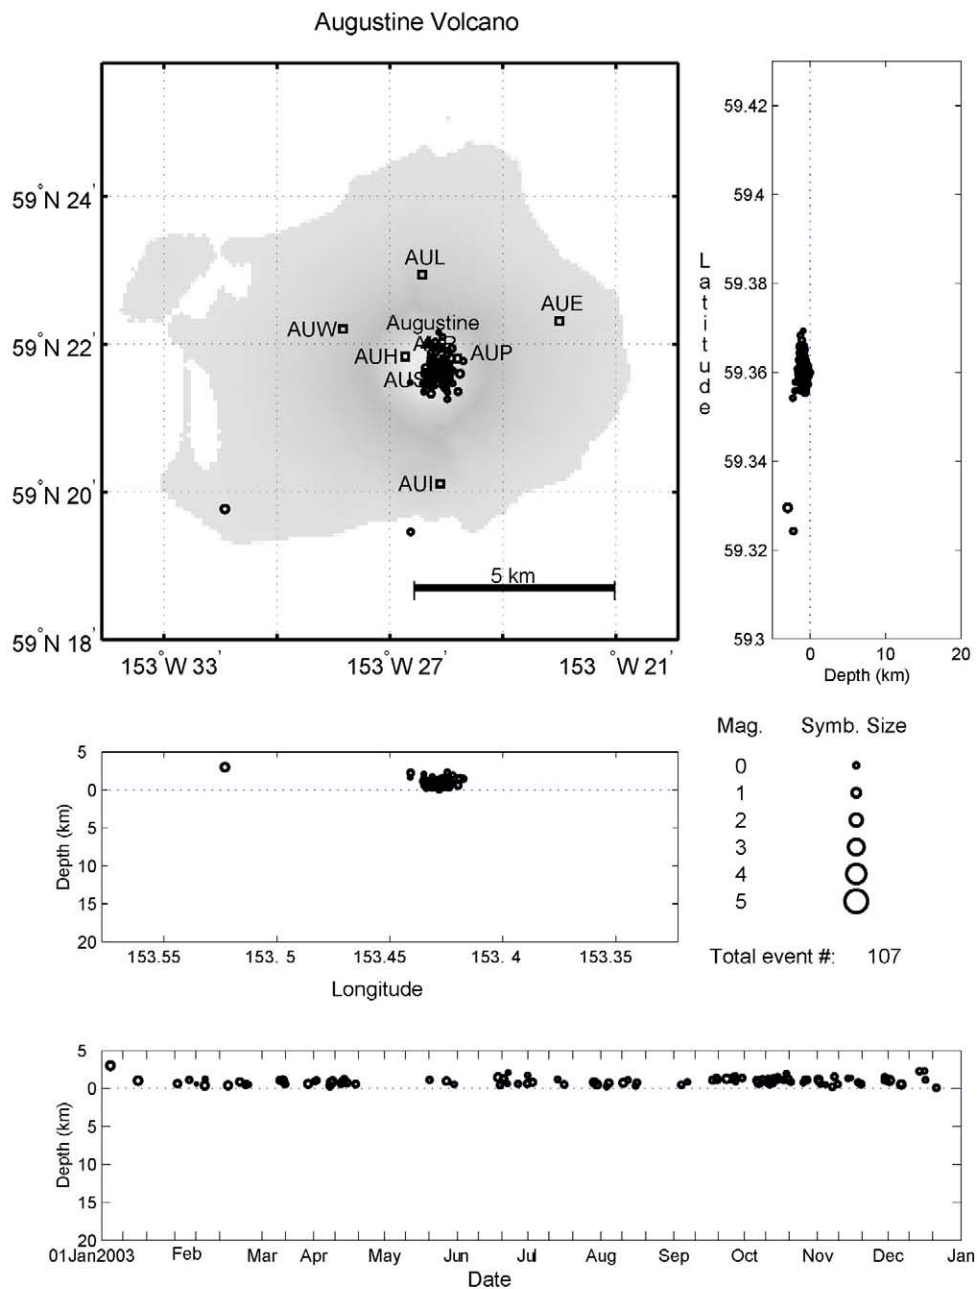 Augustine Volcano
59°N 24'
59°N 22'
59°N 20'
59°N 18'
AUL
AUE
AUW
Augustine
AUH
AUP
AUI
5 km
153°W 33'
153°W 27'
153°W 21'
59.42
59.4
59.38
59.36
59.34
59.32
59.3
Latitude
0 10 20
Depth (km)
5
0
5
10
15
20
Depth (km)
153.55 153. 5 153.45 153. 4 153.35
Longitude
Mag. Symb. Size
0
1
2
3
4
5
Total event #: 107
5
0
5
10
15
20
Depth (km)
01Jan2003 Feb Mar Apr May Jun Jul Aug Sep Oct Nov Dec Jan
Date